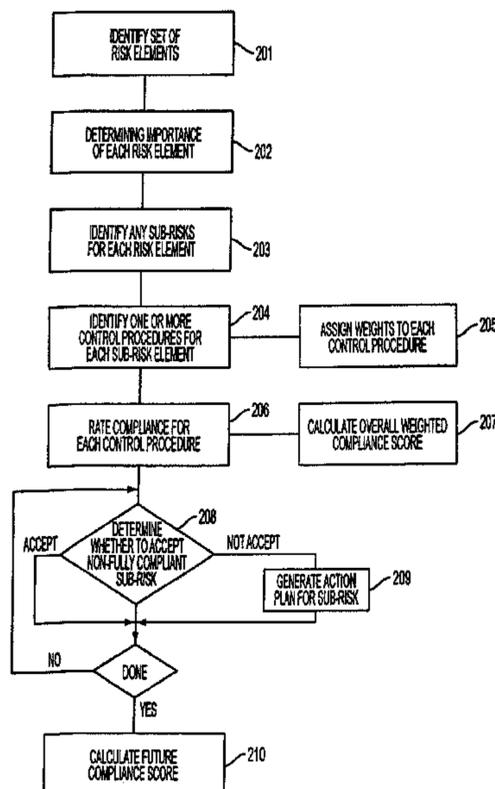 IDENTIFY SET OF
RISK ELEMENTS
201
DETERMINING IMPORTANCE
OF EACH RISK ELEMENT
202
IDENTIFY ANY SUB-RISKS
FOR EACH RISK ELEMENT
203
IDENTIFY ONE OR MORE
CONTROL PROCEDURES FOR
EACH SUB-RISK ELEMENT
204
ASSIGN WEIGHTS TO EACH
CONTROL PROCEDURE
205
RATE COMPLIANCE FOR
EACH CONTROL PROCEDURE
206
CALCULATE OVERALL WEIGHTED
COMPLIANCE SCORE
207
208
DETERMINE
WHETHER TO ACCEPT
NON-FULLY COMPLIANT
SUB-RISK
ACCEPT
NOT ACCEPT
GENERATE ACTION
PLAN FOR SUB-RISK
209
NO
DONE
YES
CALCULATE FUTURE
COMPLIANCE SCORE
210